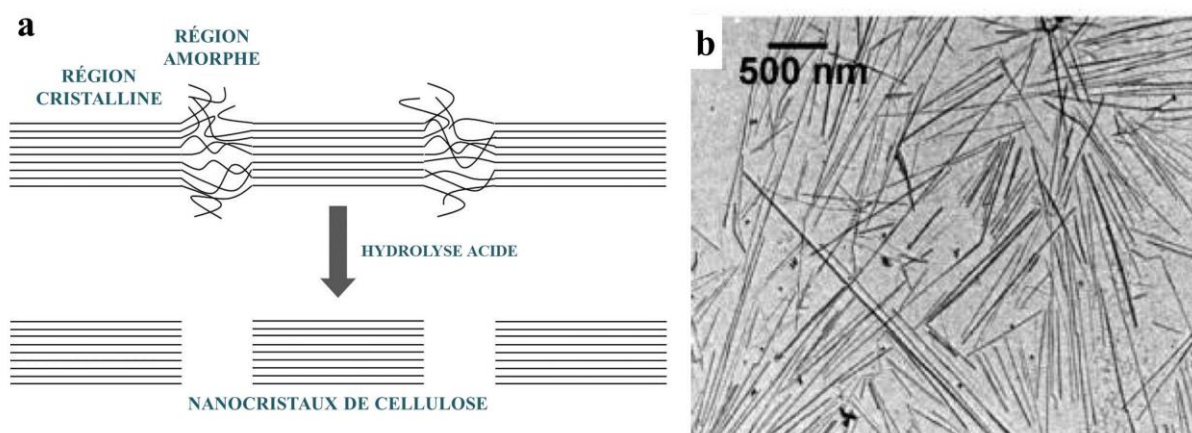 a
RÉGION
AMORPHE
RÉGION
CRISTALLINE
HYDROLYSE ACIDE
NANOCRISTAUX DE CELLULOSE
b
500 nm